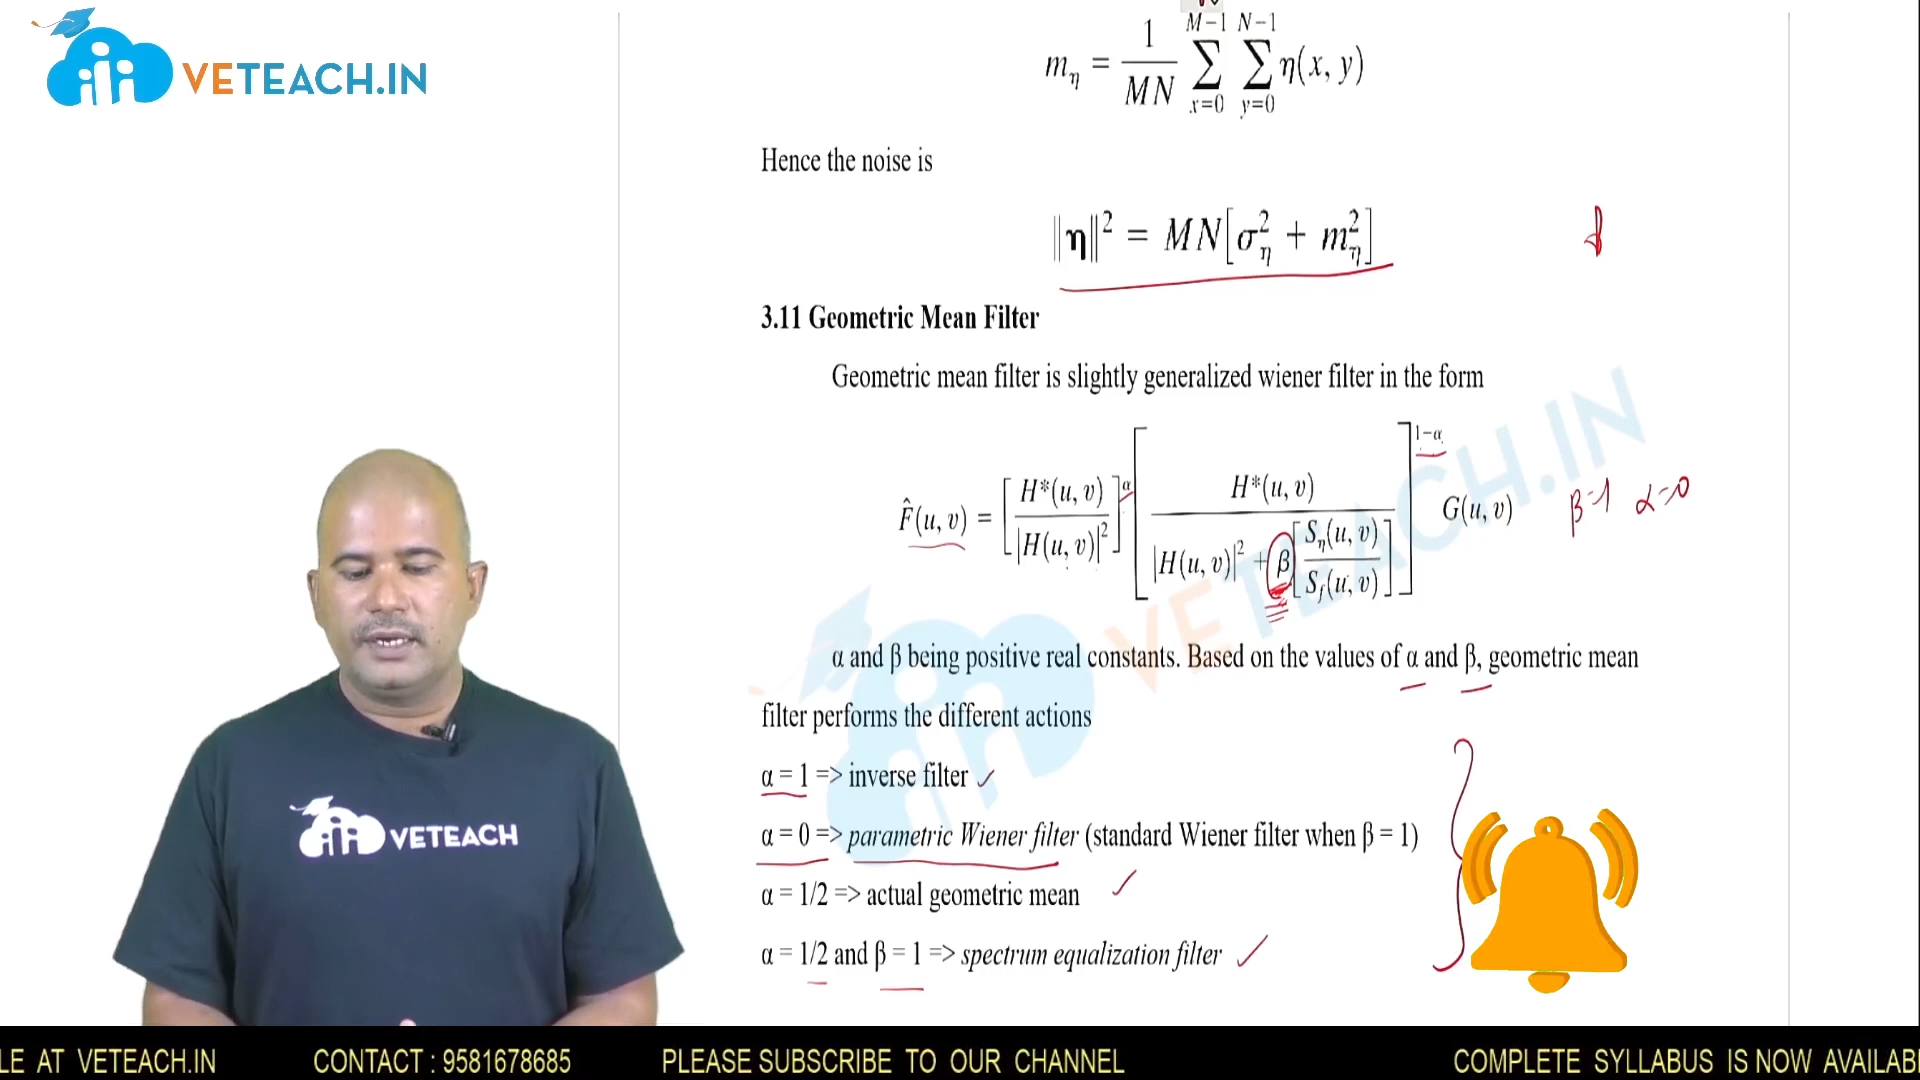 VETEACH.IN
m_η = 1/MN Σ_{x=0}^{M-1} Σ_{y=0}^{N-1} η(x, y)
Hence the noise is
||η||² = MN[σ²_η + m²_η]
3.11 Geometric Mean Filter
Geometric mean filter is slightly generalized wiener filter in the form
F̂(u, v) = [H*(u, v) / |H(u, v)|²]^α [H*(u, v) / (|H(u, v)|² + β[S_η(u, v) / S_f(u, v)])]^{1-α} G(u, v)
β=1 α=0
α and β being positive real constants. Based on the values of α and β, geometric mean
filter performs the different actions
α = 1 => inverse filter ✓
α = 0 => parametric Wiener filter (standard Wiener filter when β = 1)
α = 1/2 => actual geometric mean ✓
α = 1/2 and β = 1 => spectrum equalization filter ✓
VETEACH.IN
VETEACH
LE AT VETEACH.IN CONTACT : 9581678685 PLEASE SUBSCRIBE TO OUR CHANNEL COMPLETE SYLLABUS IS NOW AVAILAB